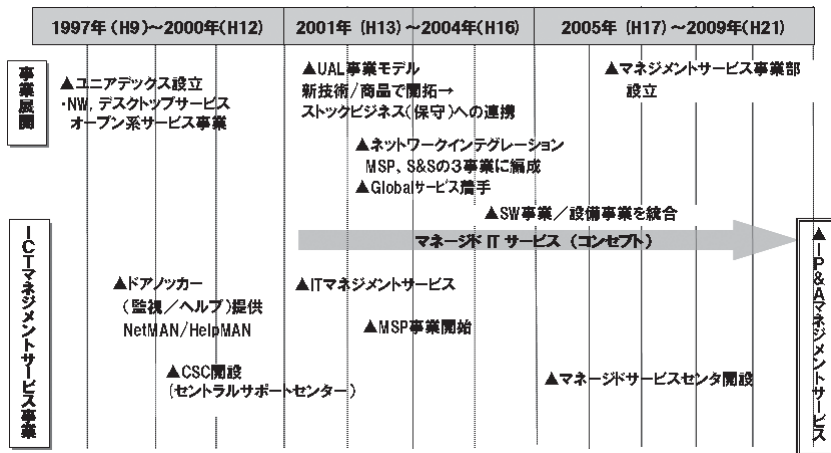 1997年(H9)～2000年(H12)
2001年 (H13)～2004年(H16)
2005年 (H17)～2009年(H21)
事業展開
▲ユニアデックス設立
・NW, デスクトップサービス
オープン系サービス事業
▲UAL事業モデル
新技術/商品で開拓→
ストックビジネス(保守)への連携
▲ネットワークインテグレーション
MSP、S&Sの3事業に編成
▲Globalサービス着手
▲SW事業／設備事業を統合
▲マネジメントサービス事業部
設立
マネージド IT サービス (コンセプト)
ICTマネジメントサービス事業
▲ドアノッカー
(監視／ヘルプ)提供
NetMAN/HelpMAN
▲CSC開設
(セントラルサポートセンター)
▲ITマネジメントサービス
▲MSP事業開始
▲マネージドサービスセンタ開設
▲IP&Aマネジメントサービス